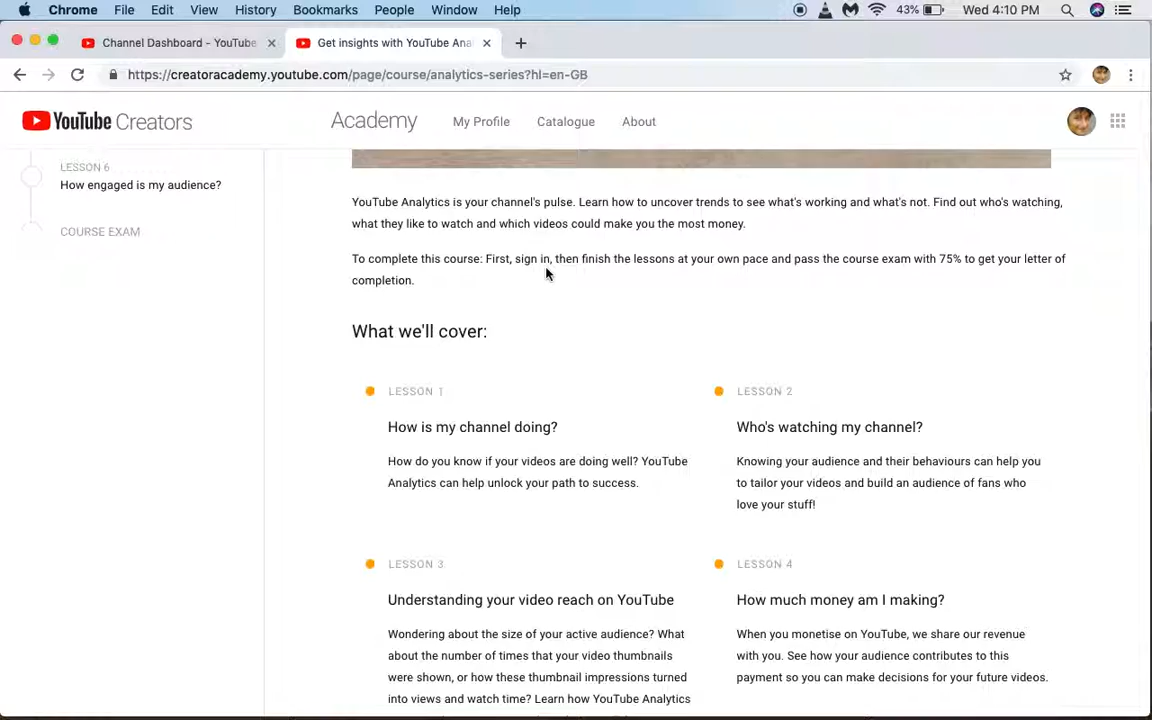 Chrome File Edit View History Bookmarks People Window Help 43% Wed 4:10 PM
Channel Dashboard - YouTube Get insights with YouTube Ana
https://creatoracademy.youtube.com/page/course/analytics-series?hl=en-GB
YouTube Creators Academy My Profile Catalogue About
LESSON 6
How engaged is my audience?
COURSE EXAM
YouTube Analytics is your channel's pulse. Learn how to uncover trends to see what's working and what's not. Find out who's watching,
what they like to watch and which videos could make you the most money.
To complete this course: First, sign in, then finish the lessons at your own pace and pass the course exam with 75% to get your letter of
completion.
What we'll cover:
LESSON 1
How is my channel doing?
How do you know if your videos are doing well? YouTube
Analytics can help unlock your path to success.
LESSON 2
Who's watching my channel?
Knowing your audience and their behaviours can help you
to tailor your videos and build an audience of fans who
love your stuff!
LESSON 3
Understanding your video reach on YouTube
Wondering about the size of your active audience? What
about the number of times that your video thumbnails
were shown, or how these thumbnail impressions turned
into views and watch time? Learn how YouTube Analytics
LESSON 4
How much money am I making?
When you monetise on YouTube, we share our revenue
with you. See how your audience contributes to this
payment so you can make decisions for your future videos.